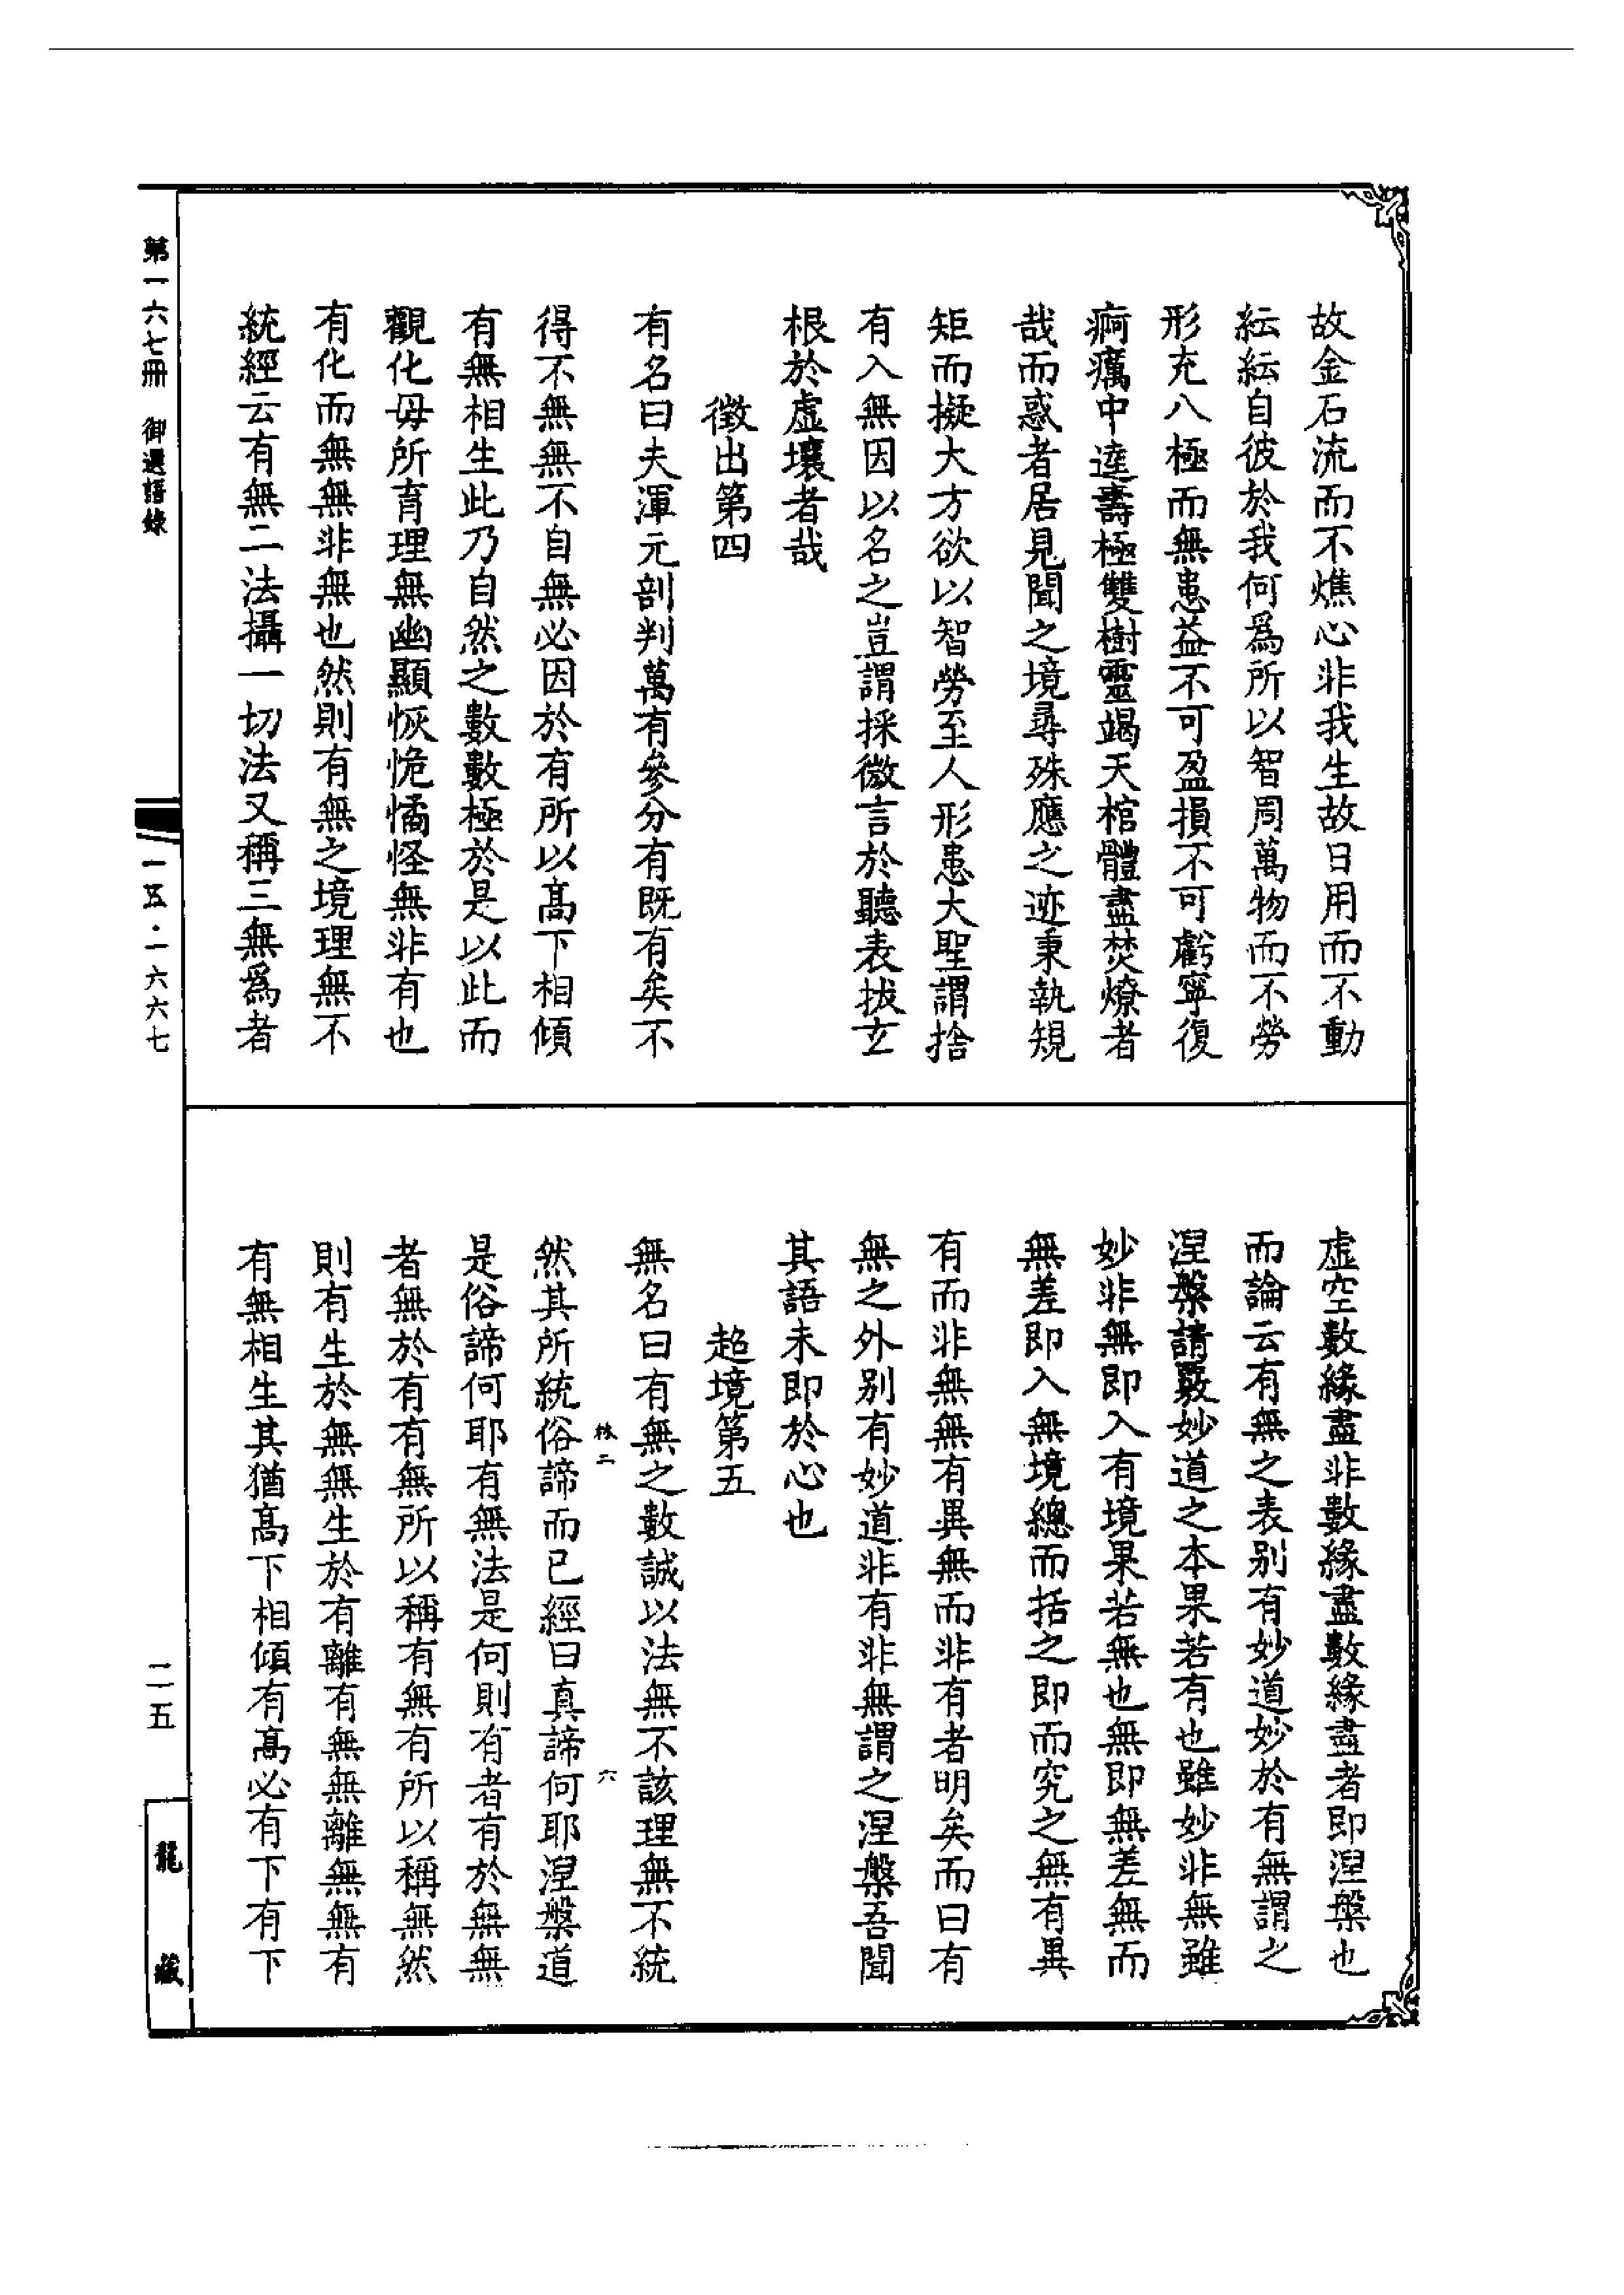 故金石流而不燋心非我生故日用而不動
紜紜自彼於我何爲所以智周萬物而不勞
形充八極而無患益不可盈損不可虧寧復
痾癘中逵壽極雙樹靈竭天棺體盡焚燎者
哉而惑者居見聞之境尋殊應之迹秉執規
矩而擬大方欲以智勞至人形患大聖謂捨
有入無因以名之豈謂採微言於聽表拔玄
根於虛壤者哉
徵出第四
有名曰夫渾元剖判萬有參分有既有矣不
得不無無不自無必因於有所以高下相傾
有無相生此乃自然之數數極於是以此而
觀化母所育理無幽顯恢恑憰怪無非有也
有化而無無非無也然則有無之境理無不
統經云有無二法攝一切法又稱三無爲者
虛空數緣盡非數緣盡數緣盡者即涅槃也
而論云有無之表别有妙道妙於有無謂之
涅槃請覈妙道之本果若有也雖妙非無雖
妙非無即入有境果若無也無即無差無而
無差即入無境總而括之即而究之無有異
有而非無無有異無而非有者明矣而曰有
無之外别有妙道非有非無謂之涅槃吾聞
其語未即於心也
超境第五
無名曰有無之數誠以法無不該理無不統
然其所統俗諦而已經曰真諦何耶涅槃道
是俗諦何耶有無法是何則有者有於無無
者無於有有無所以稱有無有所以稱無然
則有生於無無生於有離有無無離無無有
有無相生其猶高下相傾有高必有下有下
株二
六
第一六七冊 御選語錄
一五·一六六七
二五
龍藏